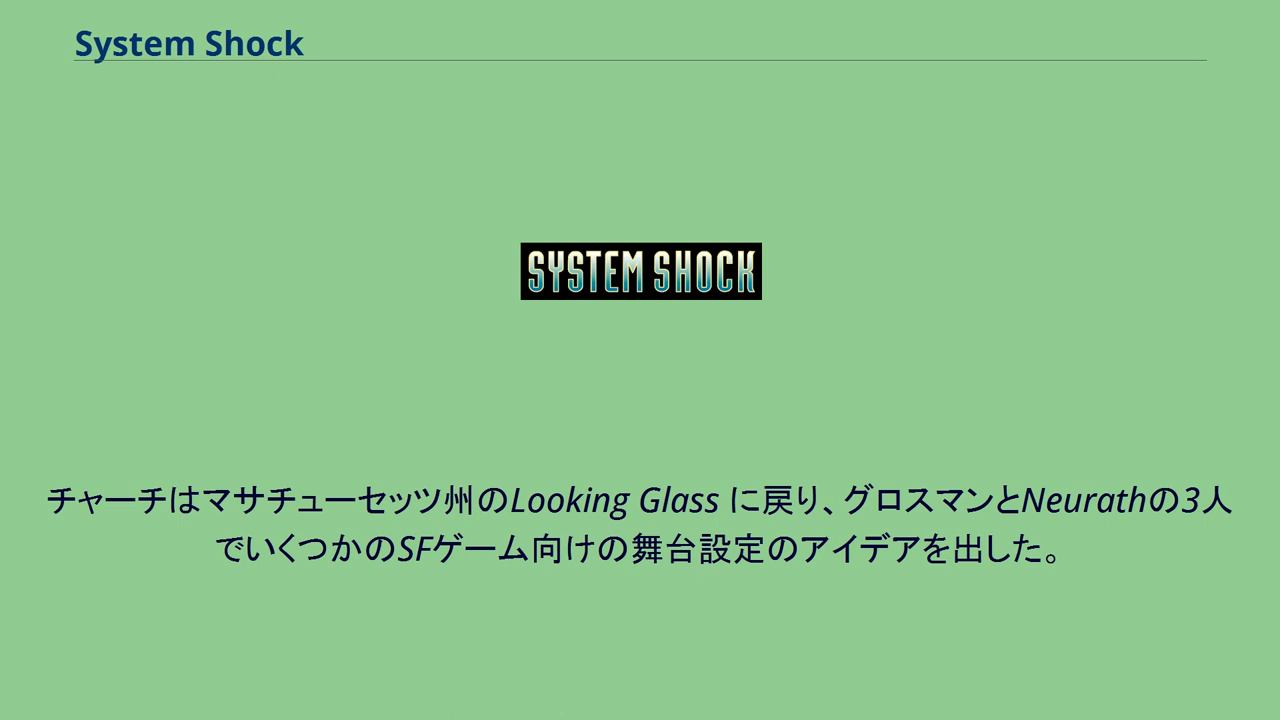 System Shock
SYSTEM SHOCK
チャーチはマサチューセッツ州のLooking Glass に戻り、グロスマンとNeurathの3人
でいくつかのSFゲーム向けの舞台設定のアイデアを出した。